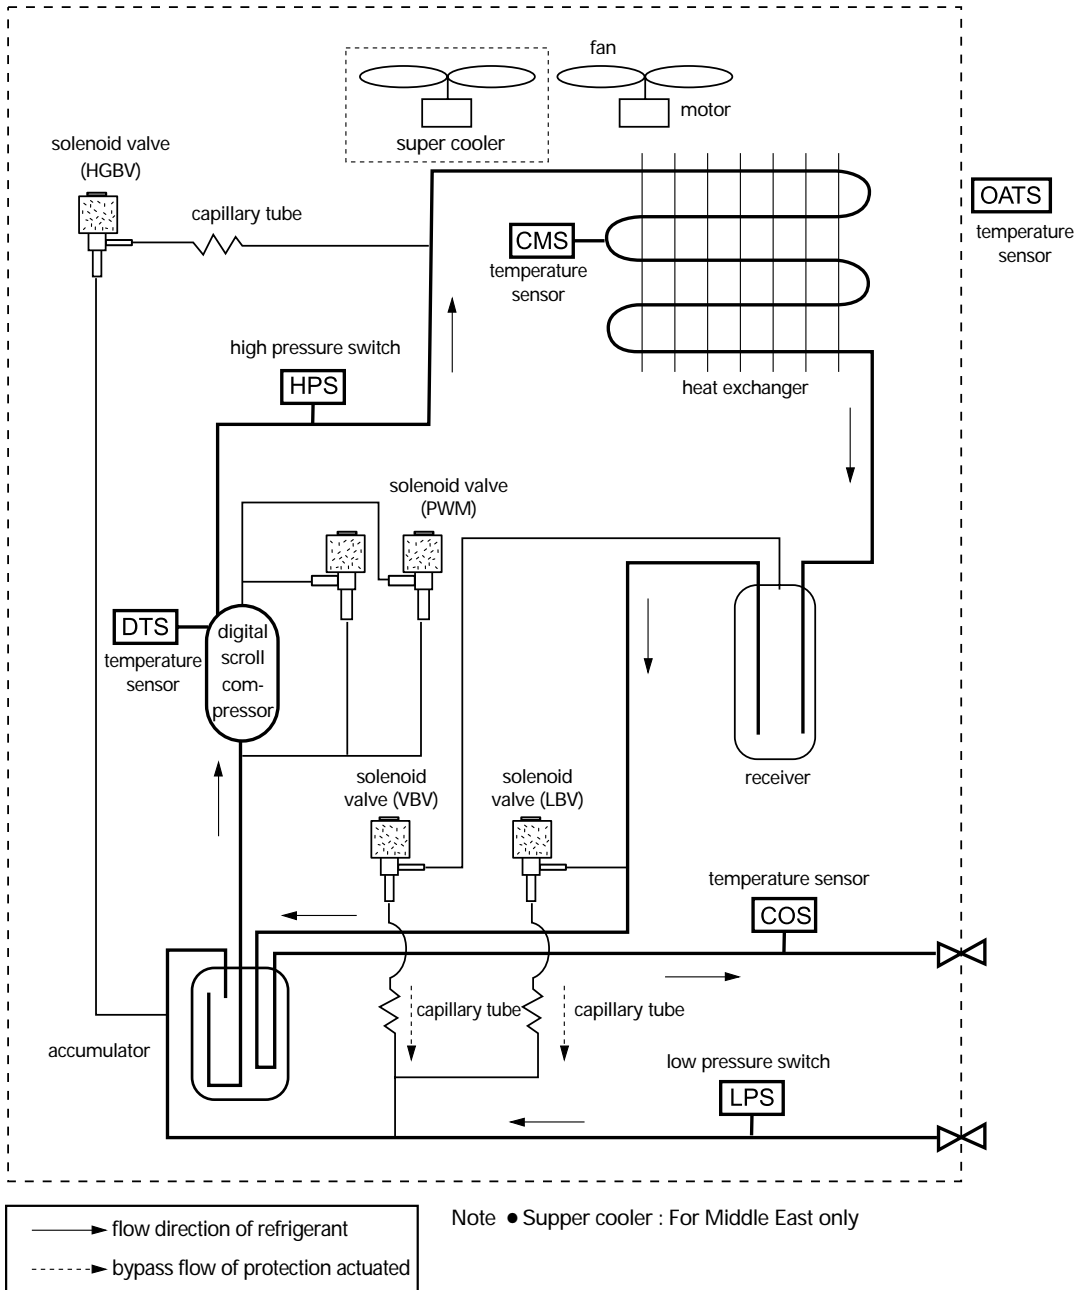 fan
motor
super cooler
solenoid valve
(HGBV)
capillary tube
OATS
temperature
sensor
CMS
temperature
sensor
high pressure switch
HPS
heat exchanger
solenoid valve
(PWM)
DTS
temperature
sensor
digital
scroll
com-
pressor
receiver
solenoid
valve (VBV)
solenoid
valve (LBV)
temperature sensor
COS
capillary tube
capillary tube
accumulator
low pressure switch
LPS
flow direction of refrigerant
bypass flow of protection actuated
Note ● Supper cooler : For Middle East only